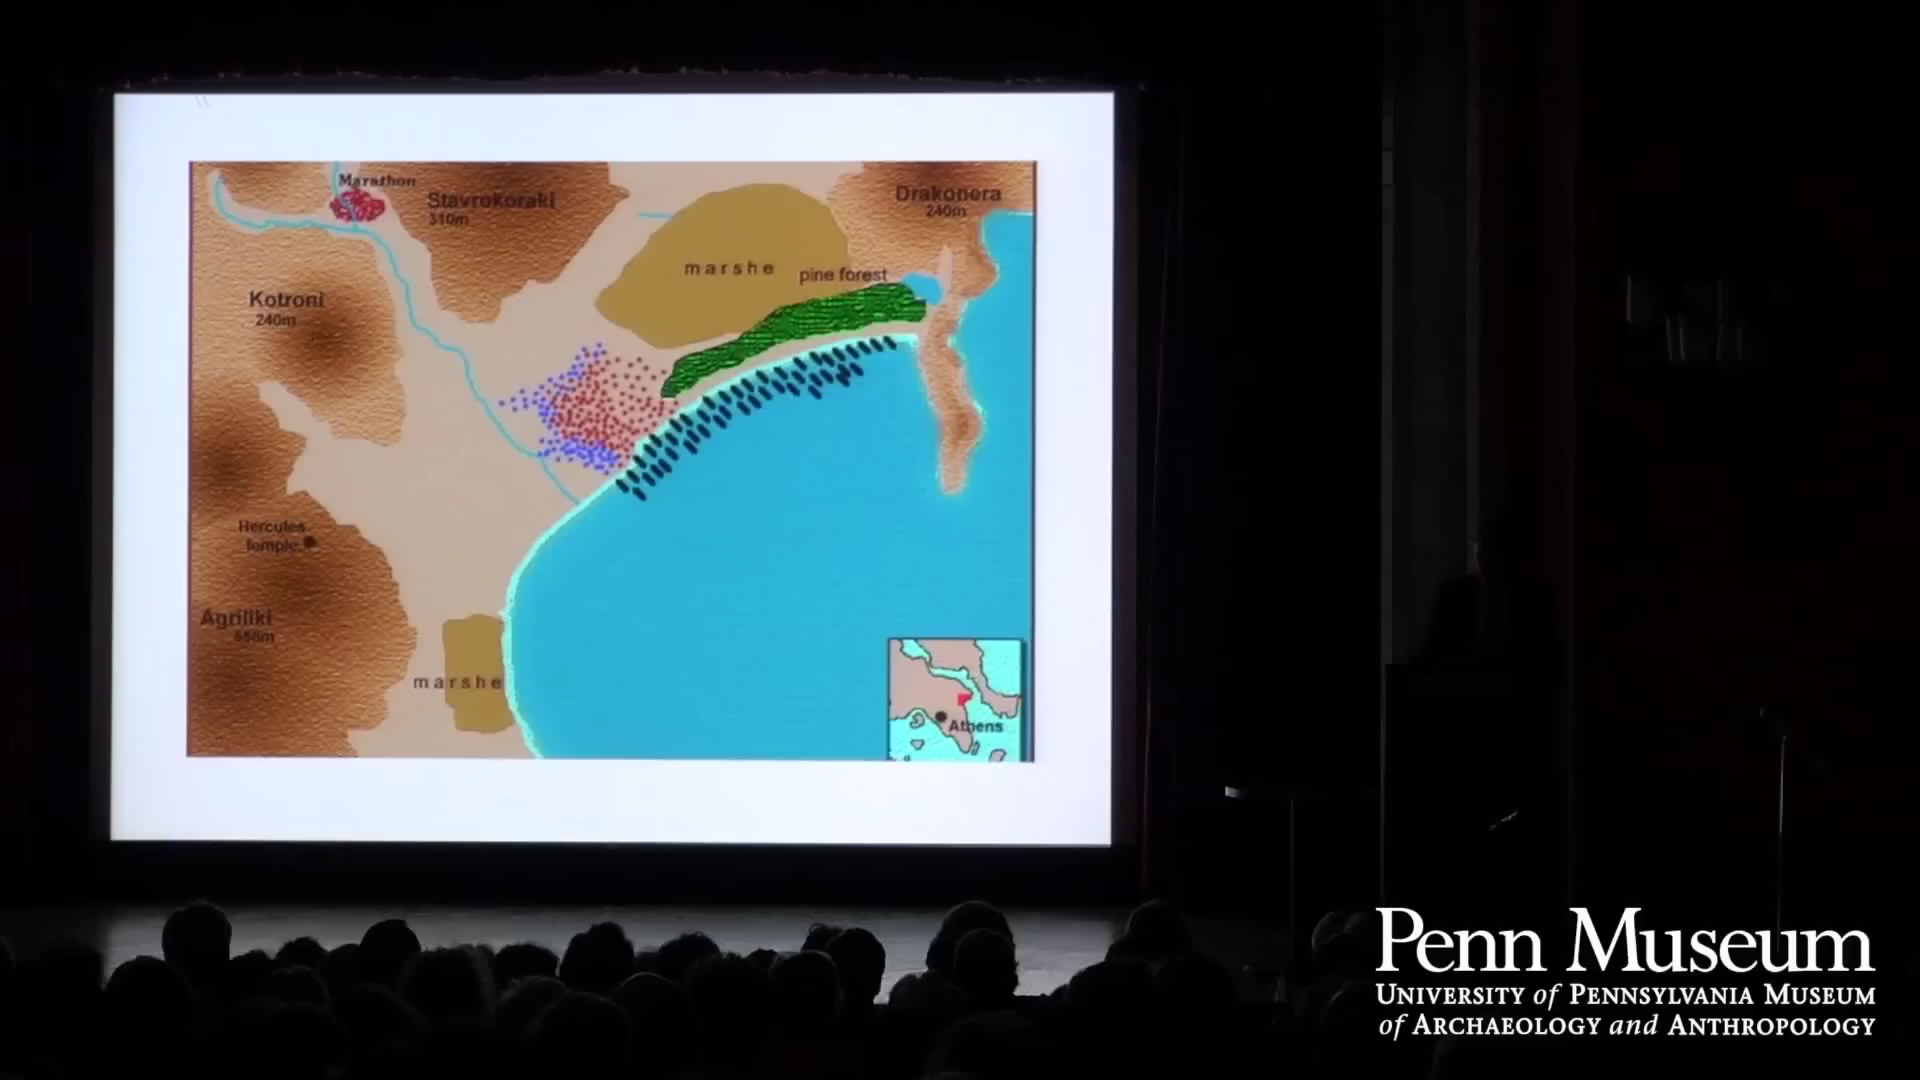 Marathon
Stavrokoraki
310m
Drakonera
240m
marshe
pine forest
Kotroni
240m
Hercules
temple
Agriliki
558m
marshe
Athens
Penn Museum
UNIVERSITY of PENNSYLVANIA MUSEUM
of ARCHAEOLOGY and ANTHROPOLOGY